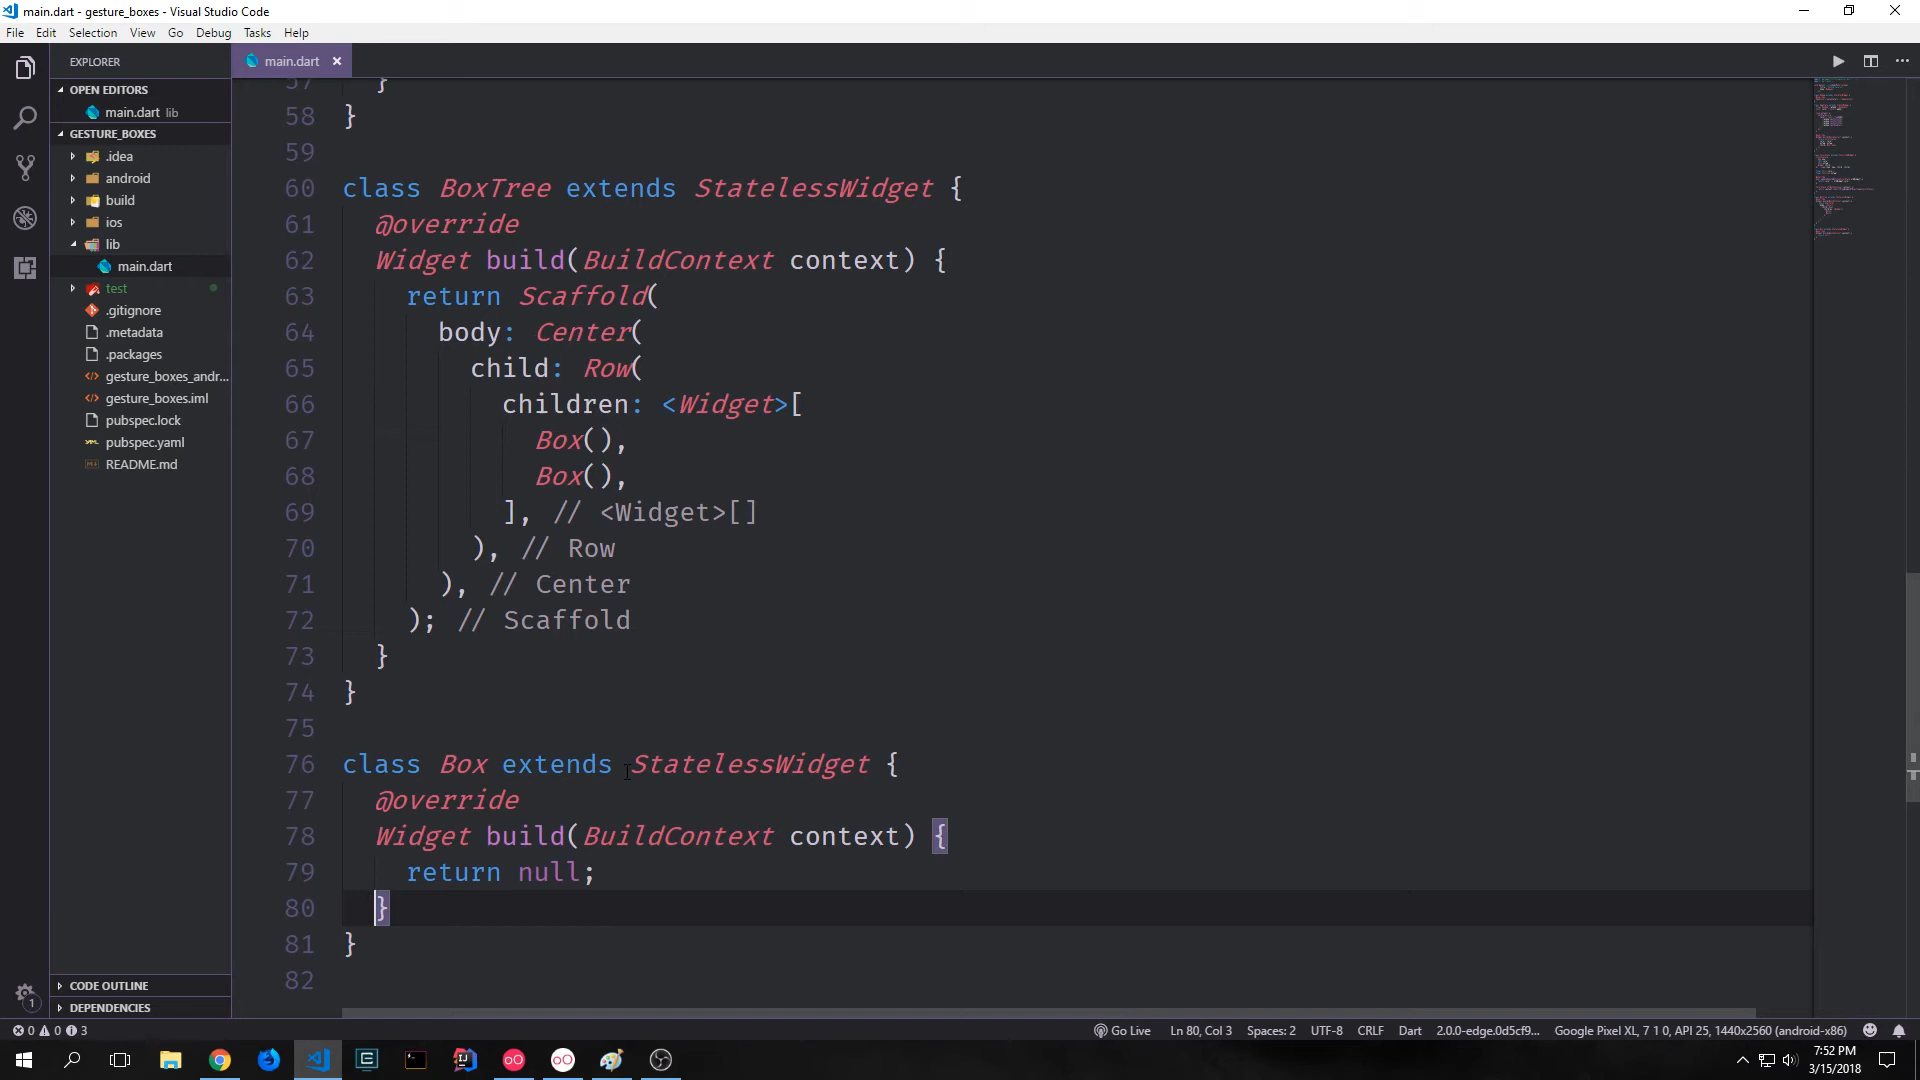 main.dart - gesture_boxes - Visual Studio Code
File Edit Selection View Go Debug Tasks Help
EXPLORER
main.dart
OPEN EDITORS
main.dart lib
GESTURE_BOXES
.idea
android
build
ios
lib
main.dart
test
.gitignore
.metadata
.packages
gesture_boxes_andr...
gesture_boxes.iml
pubspec.lock
pubspec.yaml
README.md
CODE OUTLINE
DEPENDENCIES
57 }
58 }
59
60 class BoxTree extends StatelessWidget {
61 @override
62 Widget build(BuildContext context) {
63 return Scaffold(
64 body: Center(
65 child: Row(
66 children: <Widget>[
67 Box(),
68 Box(),
69 ], // <Widget>[]
70 ), // Row
71 ), // Center
72 ); // Scaffold
73 }
74 }
75
76 class Box extends StatelessWidget {
77 @override
78 Widget build(BuildContext context) {
79 return null;
80 }
81 }
82
1
0 0 3
Go Live Ln 80, Col 3 Spaces: 2 UTF-8 CRLF Dart 2.0.0-edge.0d5cf9... Google Pixel XL, 7 1 0, API 25, 1440x2560 (android-x86)
7:52 PM
3/15/2018